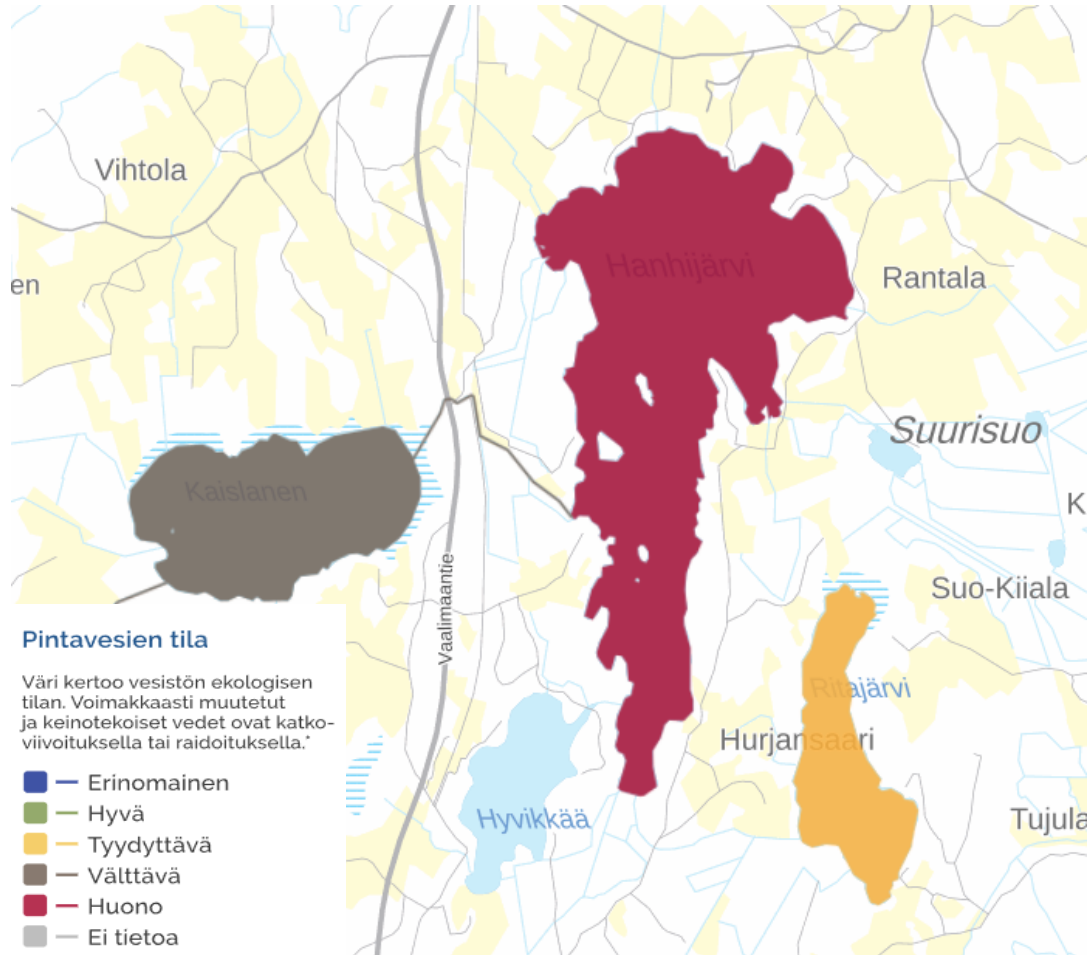 Vihtola
Hanhijärvi
Rantala
en
Suurisuo
Kaislanen
K
Suo-Kiiala
Vaalimaantie
Ritajärvi
Hurjansaari
Hyvikkää
Tujula
Pintavesien tila
Väri kertoo vesistön ekologisen
tilan. Voimakkaasti muutetut
ja keinotekoiset vedet ovat katko-
viivoituksella tai raidoituksella.*
Erinomainen
Hyvä
Tyydyttävä
Välttävä
Huono
Ei tietoa